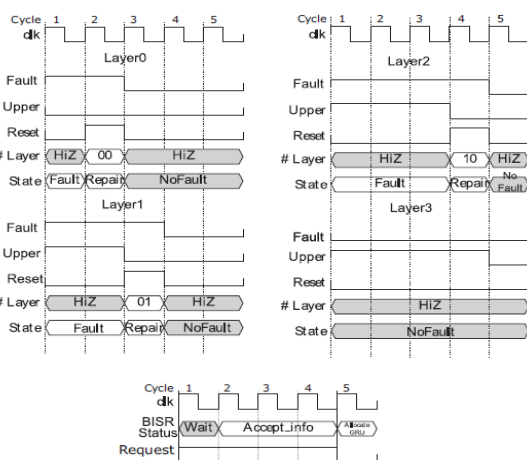 Cycle 1 2 3 4 5
clk
Layer0
Fault
Upper
Reset
# Layer HiZ 00 HiZ
State Fault Repair NoFault
Layer1
Fault
Upper
Reset
# Layer HiZ 01 HiZ
State Fault Repair NoFault
Cycle 1 2 3 4 5
clk
Layer2
Fault
Upper
Reset
# Layer HiZ 10 HiZ
State Fault Repair No Fault
Layer3
Fault
Upper
Reset
# Layer HiZ
State NoFault
Cycle 1 2 3 4 5
clk
BISR
Status Wait Accept_info Allocate GRU
Request